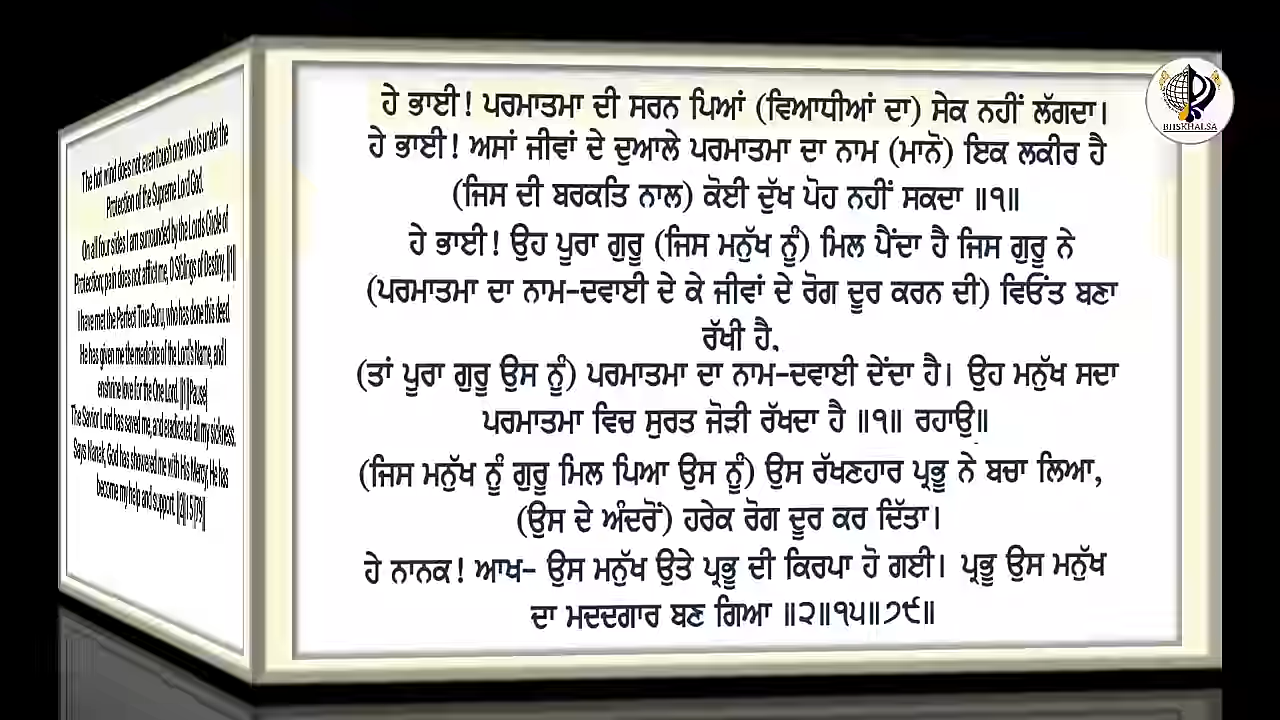 The hot wind does not even touch one who is under the
Protection of the Supreme Lord God.
On all four sides I am surrounded by the Lord's Circle of
Protection; pain does not afflict me, O Siblings of Destiny. ||1||
I have met the Perfect True Guru, who has done this deed.
He has given me the medicine of the Lord's Name, and I
enshrine love for the One Lord. ||1||Pause||
The Savior Lord has saved me, and eradicated all my sickness.
Says Nanak, God has showered me with His Mercy; He has
become my help and support. ||2||15||79||
ਹੇ ਭਾਈ! ਪਰਮਾਤਮਾ ਦੀ ਸਰਨ ਪਿਆਂ (ਵਿਆਧੀਆਂ ਦਾ) ਸੇਕ ਨਹੀਂ ਲੱਗਦਾ।
ਹੇ ਭਾਈ! ਅਸਾਂ ਜੀਵਾਂ ਦੇ ਦੁਆਲੇ ਪਰਮਾਤਮਾ ਦਾ ਨਾਮ (ਮਾਨੋ) ਇਕ ਲਕੀਰ ਹੈ
(ਜਿਸ ਦੀ ਬਰਕਤਿ ਨਾਲ) ਕੋਈ ਦੁੱਖ ਪੋਹ ਨਹੀਂ ਸਕਦਾ ॥੧॥
ਹੇ ਭਾਈ! ਉਹ ਪੂਰਾ ਗੁਰੂ (ਜਿਸ ਮਨੁੱਖ ਨੂੰ) ਮਿਲ ਪੈਂਦਾ ਹੈ ਜਿਸ ਗੁਰੂ ਨੇ
(ਪਰਮਾਤਮਾ ਦਾ ਨਾਮ-ਦਵਾਈ ਦੇ ਕੇ ਜੀਵਾਂ ਦੇ ਰੋਗ ਦੂਰ ਕਰਨ ਦੀ) ਵਿਓਂਤ ਬਣਾ
ਰੱਖੀ ਹੈ,
(ਤਾਂ ਪੂਰਾ ਗੁਰੂ ਉਸ ਨੂੰ) ਪਰਮਾਤਮਾ ਦਾ ਨਾਮ-ਦਵਾਈ ਦੇਂਦਾ ਹੈ। ਉਹ ਮਨੁੱਖ ਸਦਾ
ਪਰਮਾਤਮਾ ਵਿਚ ਸੁਰਤ ਜੋੜੀ ਰੱਖਦਾ ਹੈ ॥੧॥ ਰਹਾਉ॥
(ਜਿਸ ਮਨੁੱਖ ਨੂੰ ਗੁਰੂ ਮਿਲ ਪਿਆ ਉਸ ਨੂੰ) ਉਸ ਰੱਖਣਹਾਰ ਪ੍ਰਭੂ ਨੇ ਬਚਾ ਲਿਆ,
(ਉਸ ਦੇ ਅੰਦਰੋਂ) ਹਰੇਕ ਰੋਗ ਦੂਰ ਕਰ ਦਿੱਤਾ।
ਹੇ ਨਾਨਕ! ਆਖ- ਉਸ ਮਨੁੱਖ ਉਤੇ ਪ੍ਰਭੂ ਦੀ ਕਿਰਪਾ ਹੋ ਗਈ। ਪ੍ਰਭੂ ਉਸ ਮਨੁੱਖ
ਦਾ ਮਦਦਗਾਰ ਬਣ ਗਿਆ ॥੨॥੧੫॥੭੯॥
BJISKHALSA